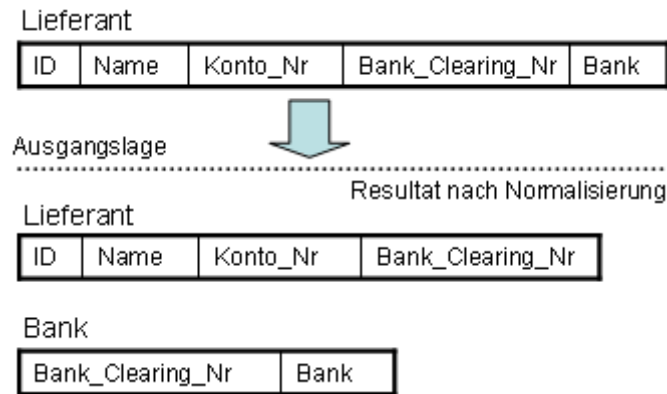 Lieferant
ID Name Konto_Nr Bank_Clearing_Nr Bank
Ausgangslage
Resultat nach Normalisierung
Lieferant
ID Name Konto_Nr Bank_Clearing_Nr
Bank
Bank_Clearing_Nr Bank